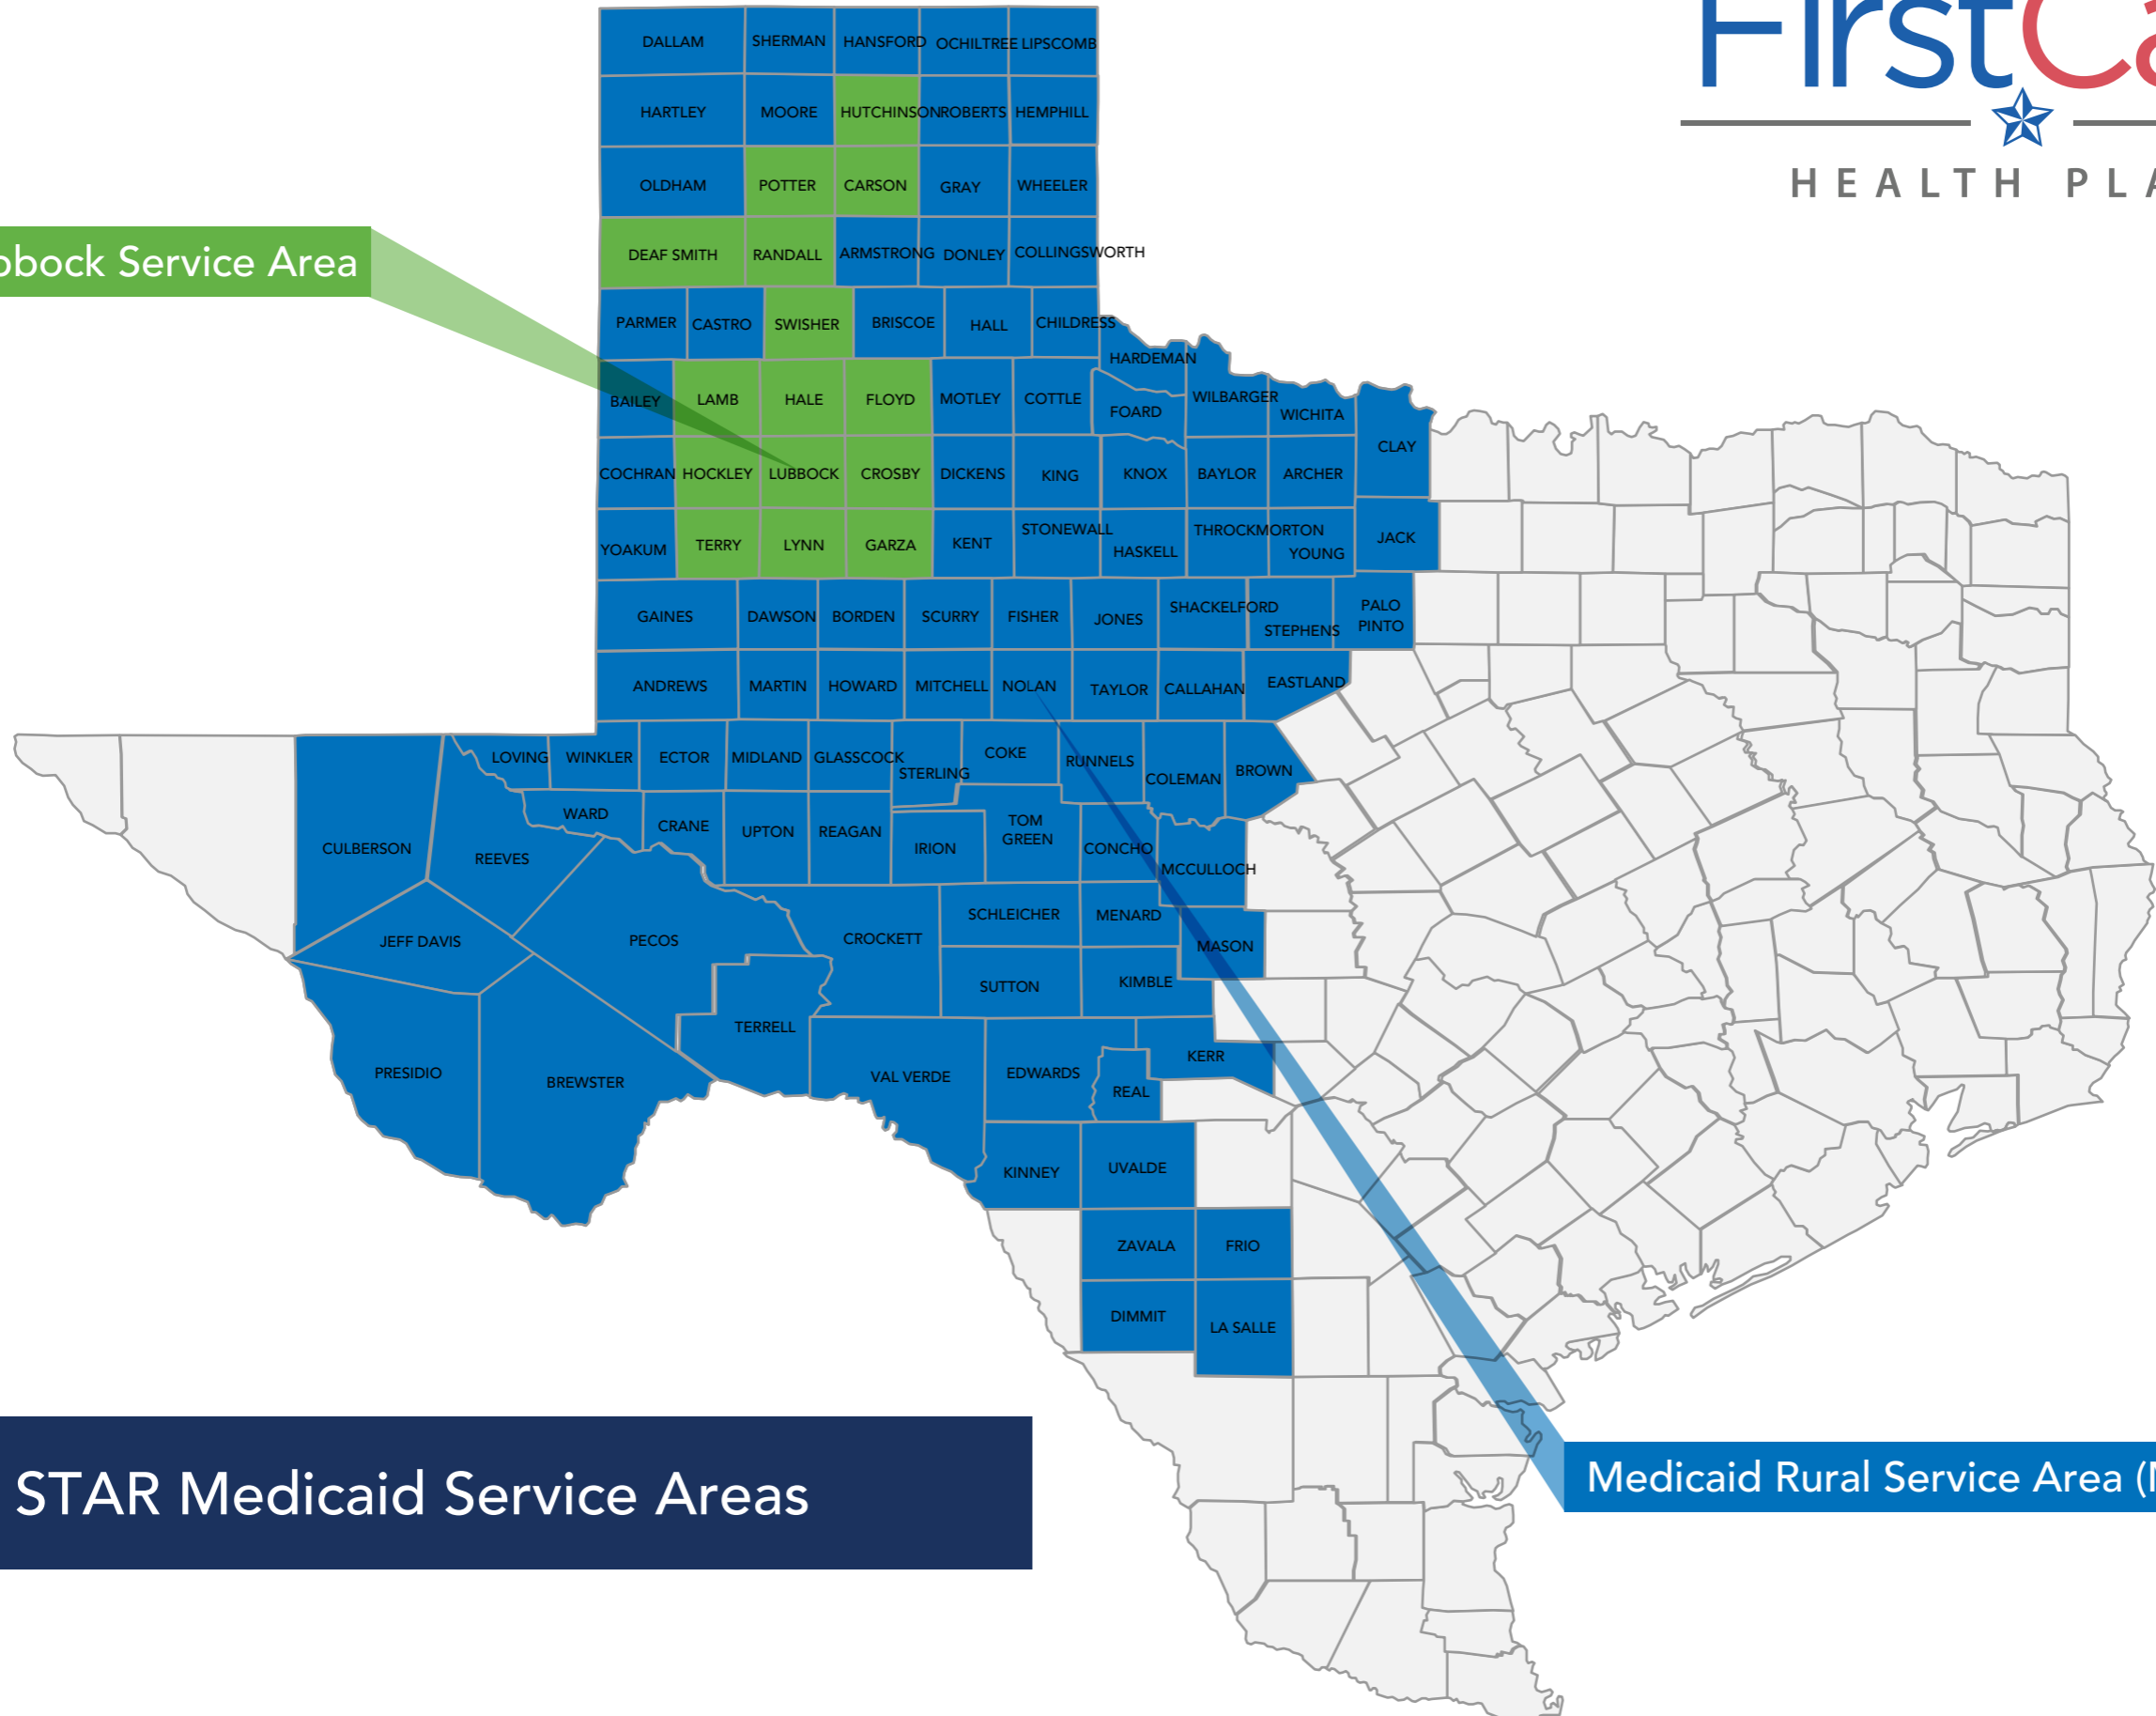 FirstCa
HEALTH PLA
DALLAM SHERMAN HANSFORD OCHILTREE LIPSCOMB
HARTLEY MOORE HUTCHINSON ROBERTS HEMPHILL
OLDHAM POTTER CARSON GRAY WHEELER
bbock Service Area
DEAF SMITH RANDALL ARMSTRONG DONLEY COLLINGSWORTH
PARMER CASTRO SWISHER BRISCOE HALL CHILDRESS
HARDEMAN
BAILEY LAMB HALE FLOYD MOTLEY COTTLE FOARD WILBARGER WICHITA
CLAY
COCHRAN HOCKLEY LUBBOCK CROSBY DICKENS KING KNOX BAYLOR ARCHER
YOAKUM TERRY LYNN GARZA KENT STONEWALL HASKELL THROCKMORTON YOUNG JACK
GAINES DAWSON BORDEN SCURRY FISHER JONES SHACKELFORD STEPHENS PALO
PINTO
ANDREWS MARTIN HOWARD MITCHELL NOLAN TAYLOR CALLAHAN EASTLAND
LOVING WINKLER ECTOR MIDLAND GLASSCOCK STERLING COKE RUNNELS COLEMAN BROWN
WARD CRANE UPTON REAGAN IRION TOM
GREEN CONCHO MCCULLOCH
CULBERSON REEVES
JEFF DAVIS PECOS CROCKETT SCHLEICHER MENARD MASON
SUTTON KIMBLE
TERRELL
PRESIDIO BREWSTER VAL VERDE EDWARDS REAL KERR
KINNEY UVALDE
ZAVALA FRIO
DIMMIT LA SALLE
STAR Medicaid Service Areas
Medicaid Rural Service Area (